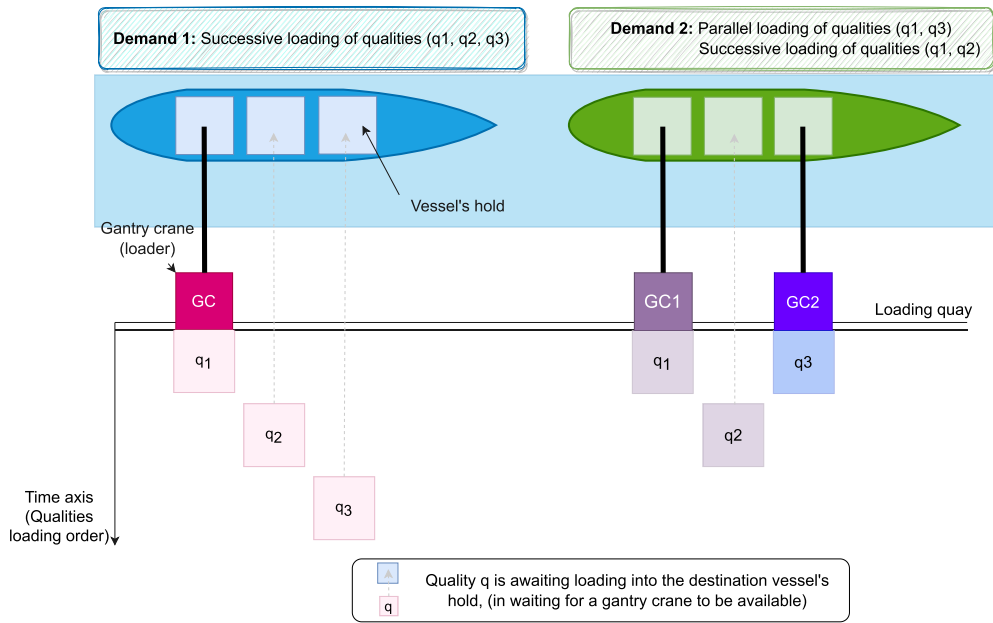 Demand 1: Successive loading of qualities (q1, q2, q3)
Demand 2: Parallel loading of qualities (q1, q3)
Successive loading of qualities (q1, q2)
Vessel's hold
Gantry crane
(loader)
GC
GC1
GC2
Loading quay
q1
q1
q3
q2
q2
q3
Time axis
(Qualities
loading order)
Quality q is awaiting loading into the destination vessel's
hold, (in waiting for a gantry crane to be available)
q